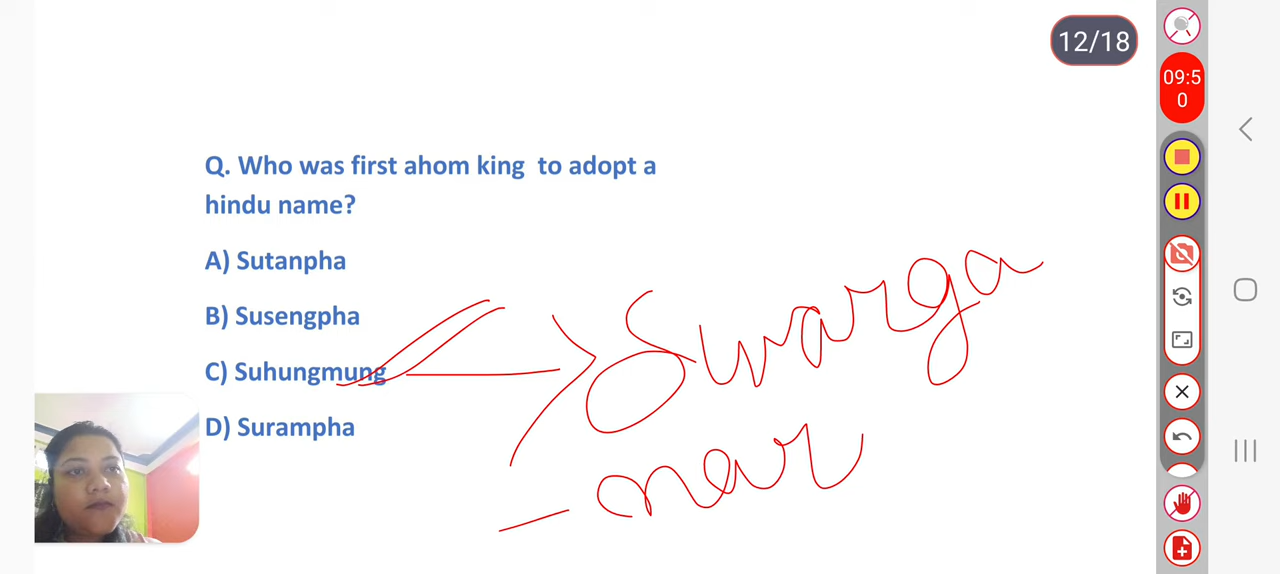 12/18
09:5
0
Q. Who was first ahom king to adopt a
hindu name?
A) Sutanpha
B) Susengpha
C) Suhungmung
D) Surampha
Swarga
- nar